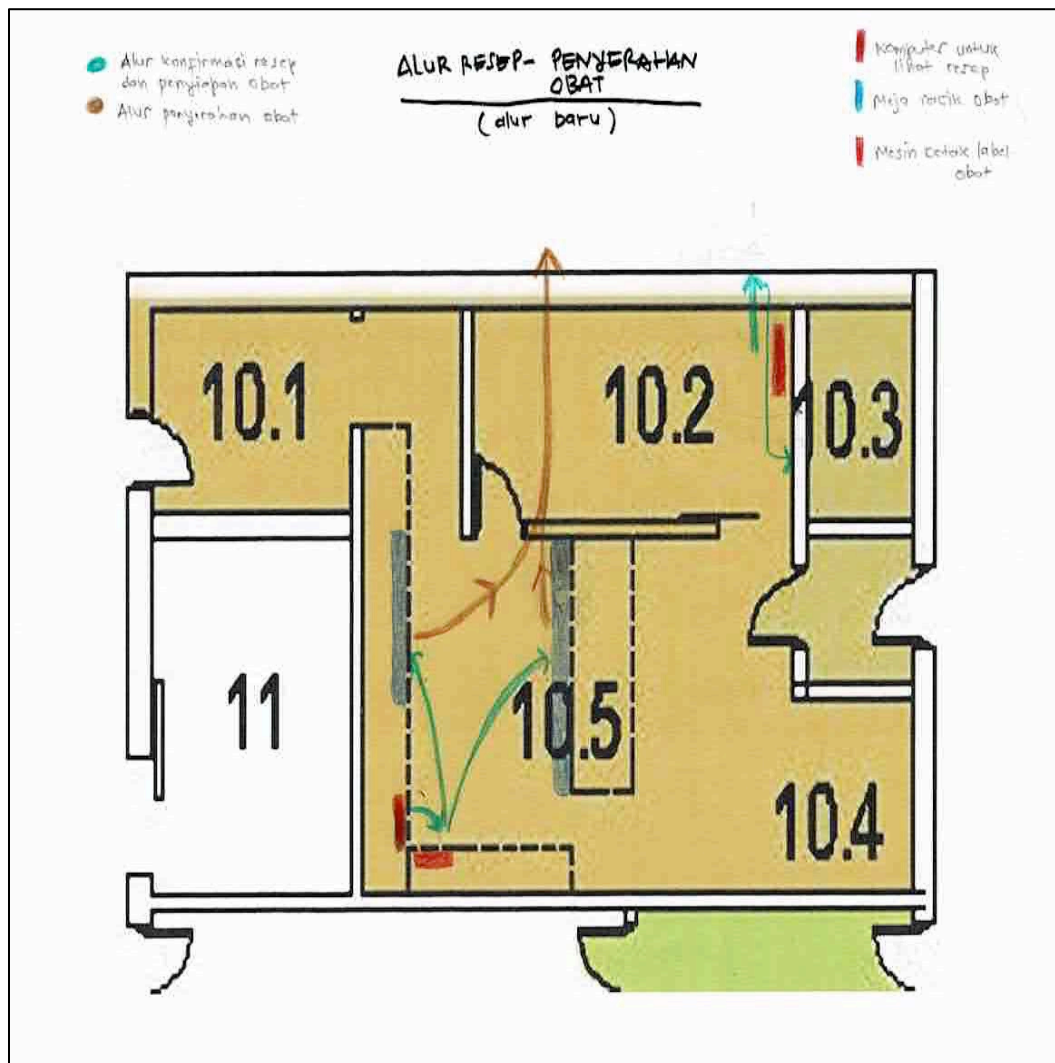 Alur konfirmasi resep
dan penyiapan obat
Alur penyerahan obat
ALUR RESEP - PENYERAHAN
OBAT
(alur baru)
Komputer untuk
lihat resep
Meja racik obat
Mesin cetak label
obat
10.1
10.2
10.3
11
10.5
10.4